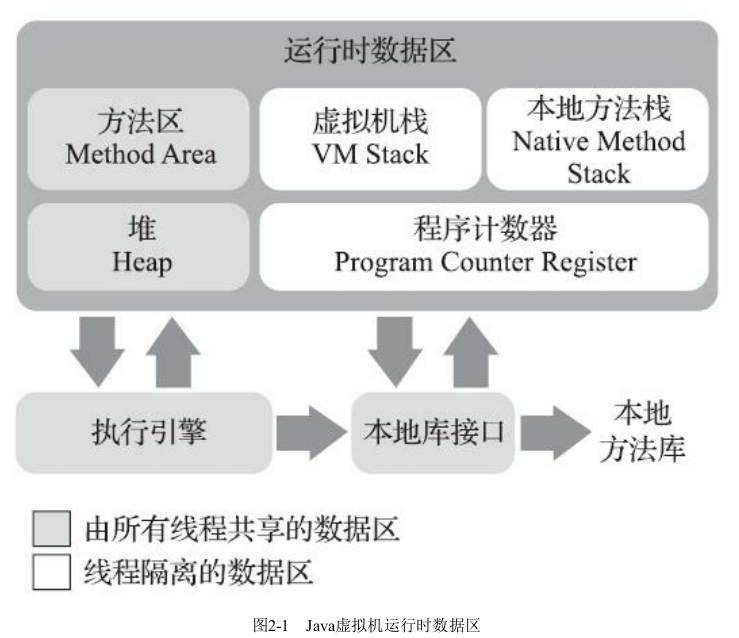 运行时数据区
方法区
Method Area
虚拟机栈
VM Stack
本地方法栈
Native Method
Stack
堆
Heap
程序计数器
Program Counter Register
执行引擎
本地库接口
本地
方法库
由所有线程共享的数据区
线程隔离的数据区
图2-1 Java虚拟机运行时数据区